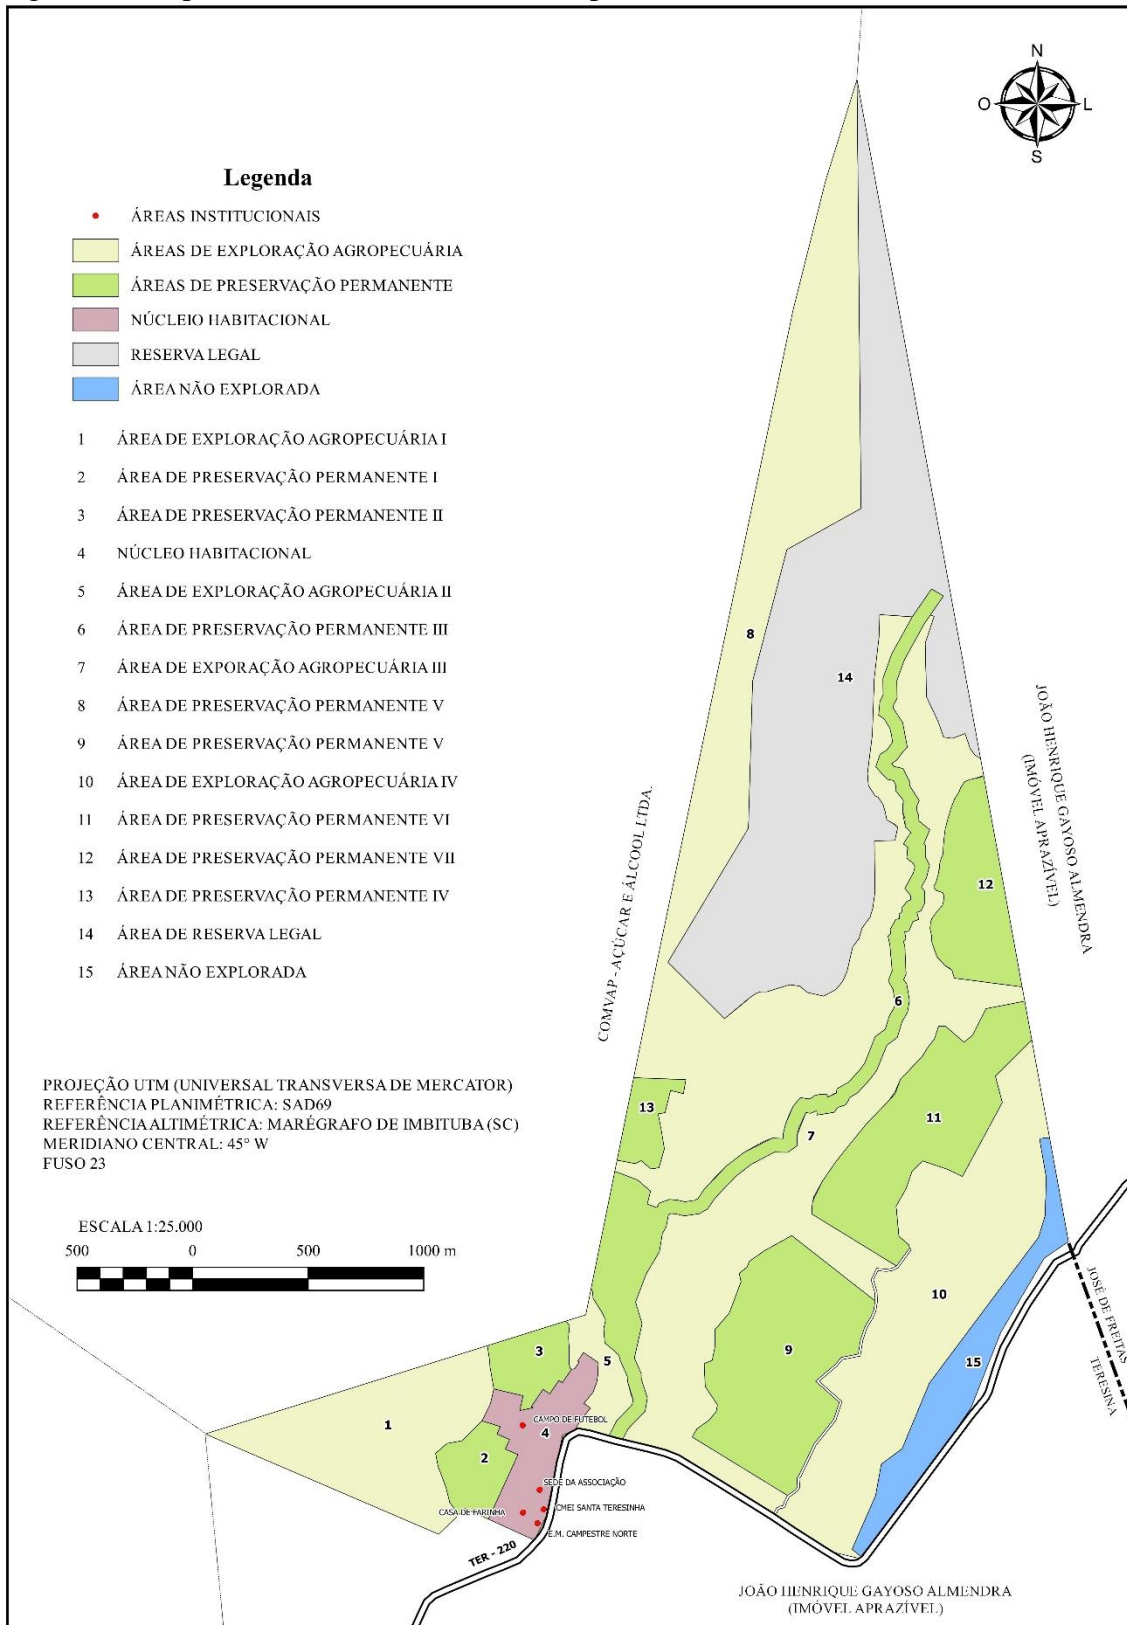 N
O
L
S
Legenda
ÁREAS INSTITUCIONAIS
ÁREAS DE EXPLORAÇÃO AGROPECUÁRIA
ÁREAS DE PRESERVAÇÃO PERMANENTE
NÚCLEIO HABITACIONAL
RESERVA LEGAL
ÁREA NÃO EXPLORADA
1 ÁREA DE EXPLORAÇÃO AGROPECUÁRIA I
2 ÁREA DE PRESERVAÇÃO PERMANENTE I
3 ÁREA DE PRESERVAÇÃO PERMANENTE II
4 NÚCLEO HABITACIONAL
5 ÁREA DE EXPLORAÇÃO AGROPECUÁRIA II
6 ÁREA DE PRESERVAÇÃO PERMANENTE III
7 ÁREA DE EXPORAÇÃO AGROPECUÁRIA III
8 ÁREA DE PRESERVAÇÃO PERMANENTE V
9 ÁREA DE PRESERVAÇÃO PERMANENTE V
10 ÁREA DE EXPLORAÇÃO AGROPECUÁRIA IV
11 ÁREA DE PRESERVAÇÃO PERMANENTE VI
12 ÁREA DE PRESERVAÇÃO PERMANENTE VII
13 ÁREA DE PRESERVAÇÃO PERMANENTE IV
14 ÁREA DE RESERVA LEGAL
15 ÁREA NÃO EXPLORADA
PROJEÇÃO UTM (UNIVERSAL TRANSVERSA DE MERCATOR)
REFERÊNCIA PLANIMÉTRICA: SAD69
REFERÊNCIA ALTIMÉTRICA: MARÉGRAFO DE IMBITUBA (SC)
MERIDIANO CENTRAL: 45° W
FUSO 23
ESCALA 1:25.000
500 0 500 1000 m
8
14
12
6
13
11
7
10
9
15
5
3
1
4
2
COMVAP - AÇÚCAR E ÁLCOOL LTDA.
JOÃO HENRIQUE GAYOSO ALMENDRA
(IMÓVEL APRAZÍVEL)
JOSÉ DE FREITAS
TERESINA
CAMPO DE FUTEBOL
SEDE DA ASSOCIAÇÃO
CASA DE FARINHA
CMEI SANTA TERESINHA
E.M. CAMPESTRE NORTE
TER - 220
JOÃO HENRIQUE GAYOSO ALMENDRA
(IMÓVEL APRAZÍVEL)